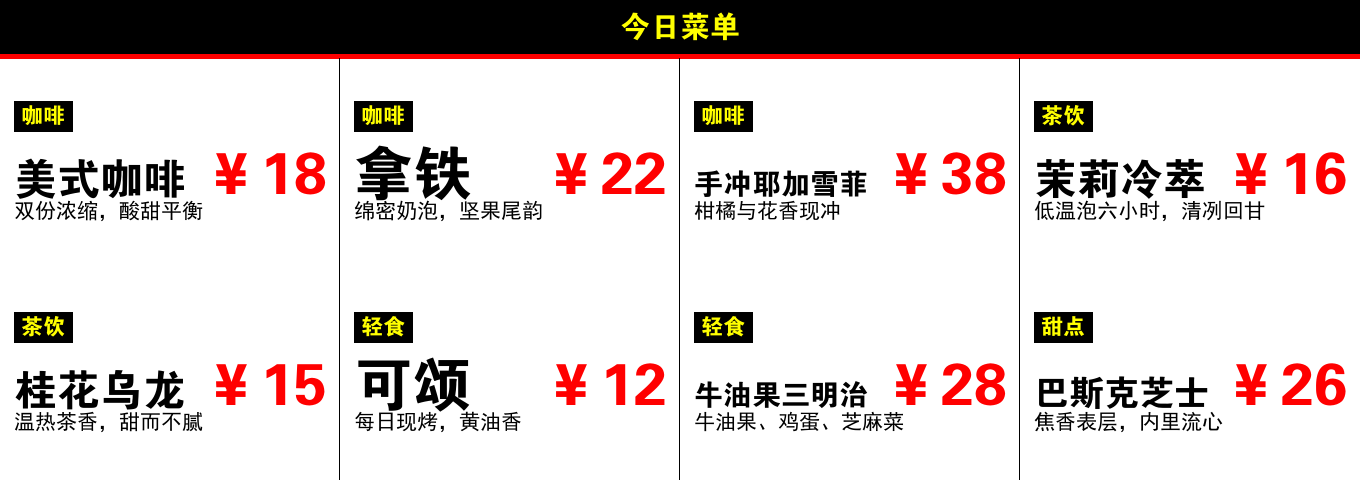 今日菜单
咖啡
美式咖啡 ¥18
双份浓缩，酸甜平衡
咖啡
拿铁 ¥22
绵密奶泡，坚果尾韵
咖啡
手冲耶加雪菲 ¥38
柑橘与花香现冲
茶饮
茉莉冷萃 ¥16
低温泡六小时，清冽回甘
茶饮
桂花乌龙 ¥15
温热茶香，甜而不腻
轻食
可颂 ¥12
每日现烤，黄油香
轻食
牛油果三明治 ¥28
牛油果、鸡蛋、芝麻菜
甜点
巴斯克芝士 ¥26
焦香表层，内里流心